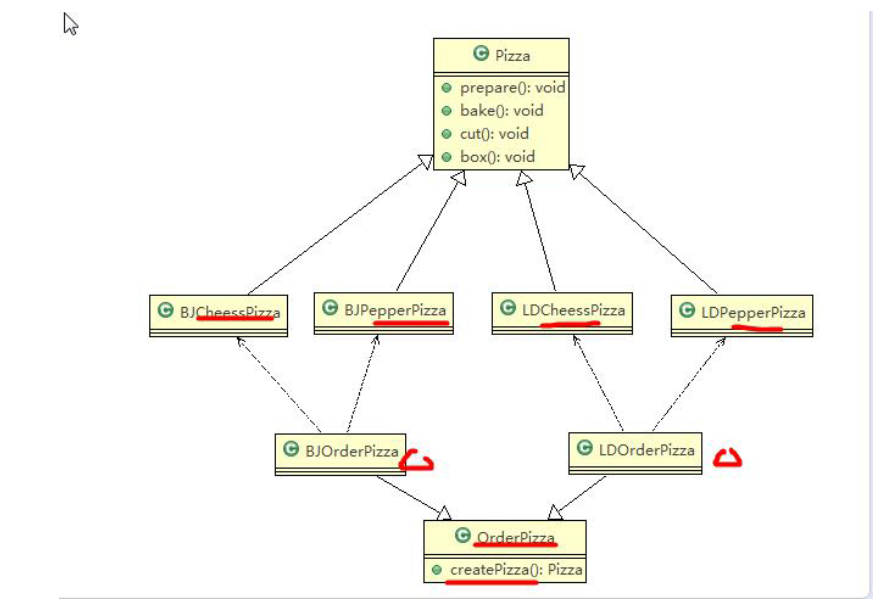 C Pizza
prepare(): void
bake(): void
cut(): void
box(): void
C BJCheessPizza
C BJPepperPizza
C LDCheessPizza
C LDPepperPizza
C BJOrderPizza
C LDOrderPizza
C OrderPizza
createPizza(): Pizza